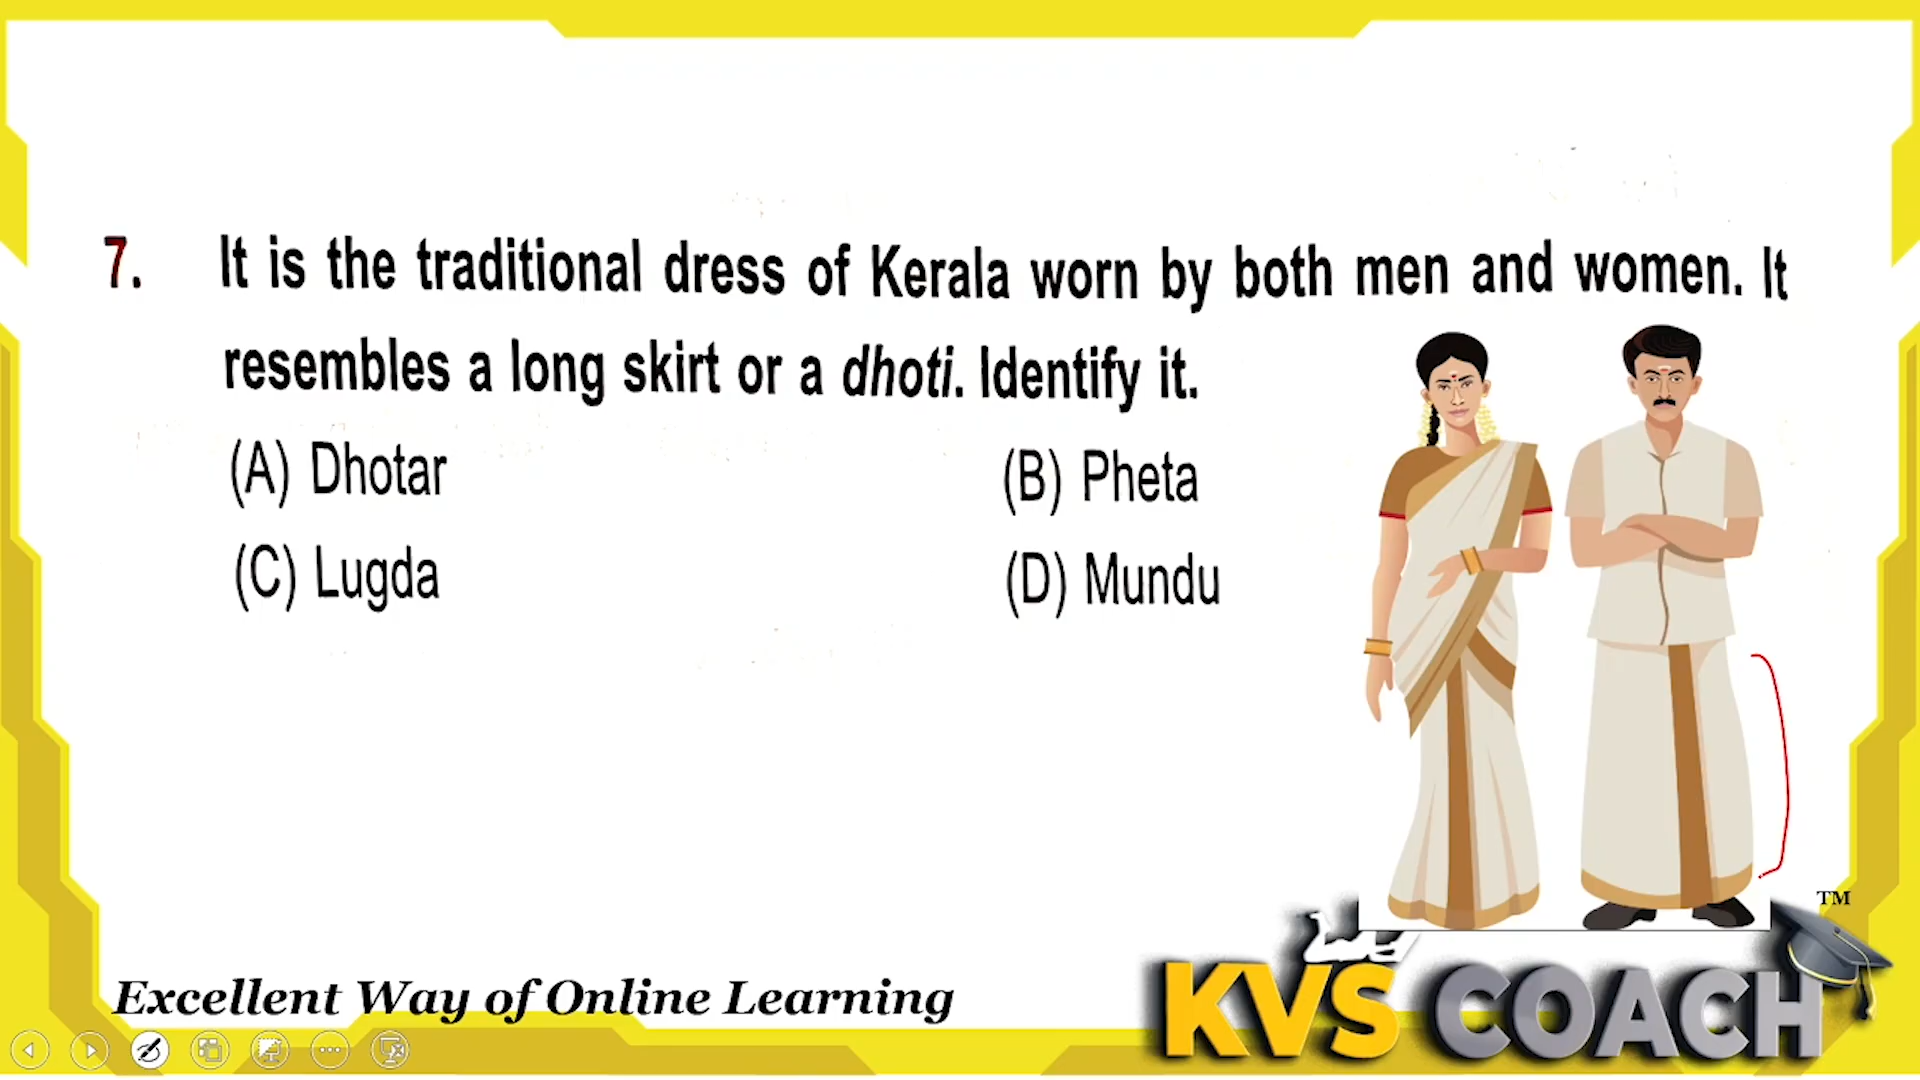 7. It is the traditional dress of Kerala worn by both men and women. It
resembles a long skirt or a dhoti. Identify it.
(A) Dhotar (B) Pheta
(C) Lugda (D) Mundu
TM
KVS COACH
Excellent Way of Online Learning